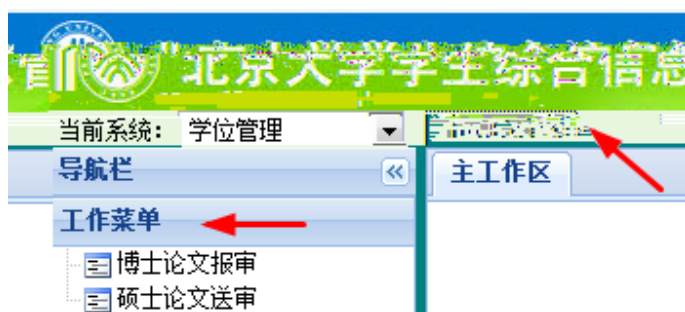 北京大学学生综合信息
当前系统： 学位管理
导航栏
主工作区
工作菜单
博士论文报审
硕士论文送审